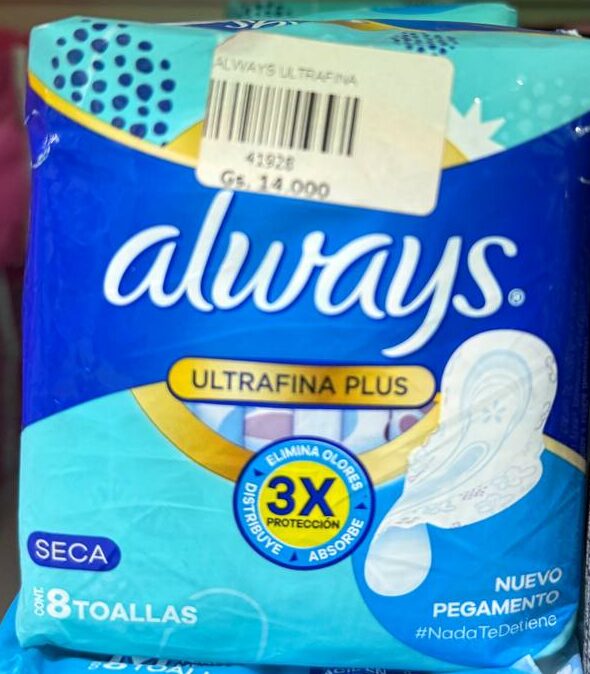 ALWAYS ULTRAFINA
41928
Gs. 14.000
always®
ULTRAFINA PLUS
ELIMINA OLORES
DISTRIBUYE
3X
PROTECCIÓN
ABSORBE
SECA
CONT. 8 TOALLAS
NUEVO
PEGAMENTO
#NadaTeDetiene